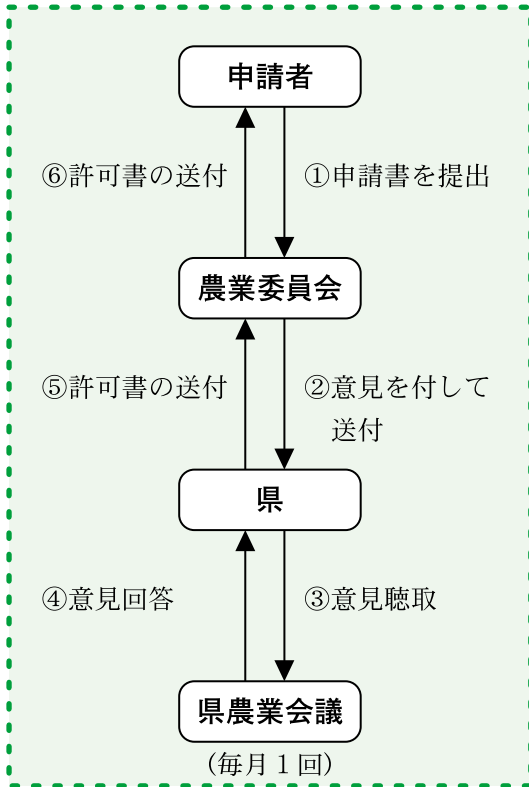 申請者
⑥許可書の送付
①申請書を提出
農業委員会
⑤許可書の送付
②意見を付して
送付
県
④意見回答
③意見聴取
県農業会議
（毎月１回）